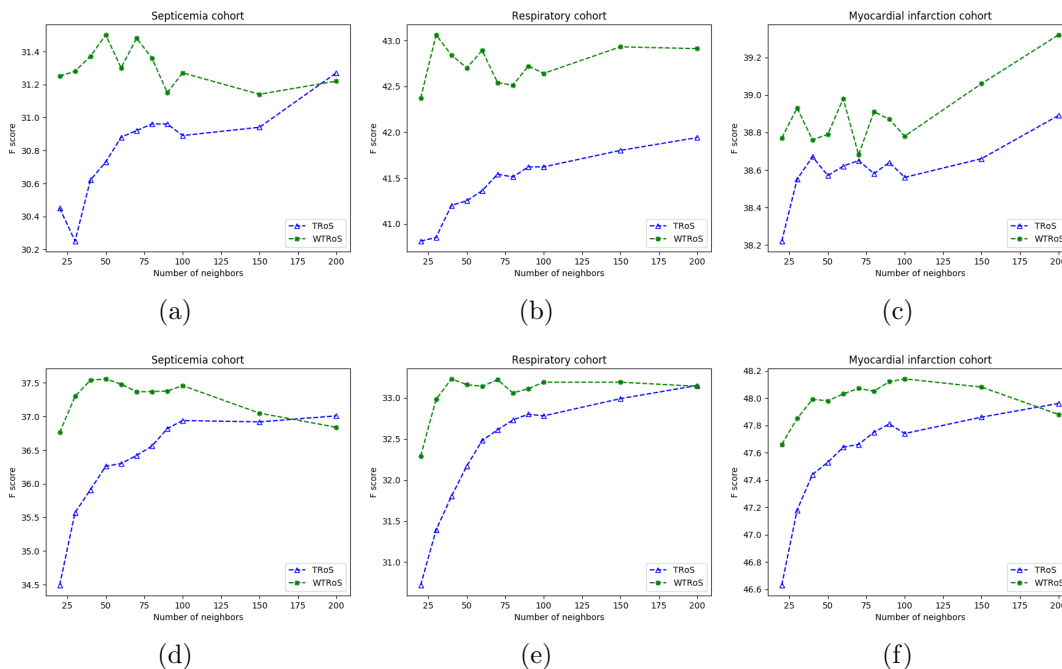 Septicemia cohort
F score
31.4
31.2
31.0
30.8
30.6
30.4
30.2
25 50 75 100 125 150 175 200
Number of neighbors
TRoS
WTRoS
(a)
Respiratory cohort
F score
43.0
42.5
42.0
41.5
41.0
25 50 75 100 125 150 175 200
Number of neighbors
TRoS
WTRoS
(b)
Myocardial infarction cohort
F score
39.2
39.0
38.8
38.6
38.4
38.2
25 50 75 100 125 150 175 200
Number of neighbors
TRoS
WTRoS
(c)
Septicemia cohort
F score
37.5
37.0
36.5
36.0
35.5
35.0
34.5
25 50 75 100 125 150 175 200
Number of neighbors
TRoS
WTRoS
(d)
Respiratory cohort
F score
33.0
32.5
32.0
31.5
31.0
25 50 75 100 125 150 175 200
Number of neighbors
TRoS
WTRoS
(e)
Myocardial infarction cohort
F score
48.2
48.0
47.8
47.6
47.4
47.2
47.0
46.8
46.6
25 50 75 100 125 150 175 200
Number of neighbors
TRoS
WTRoS
(f)